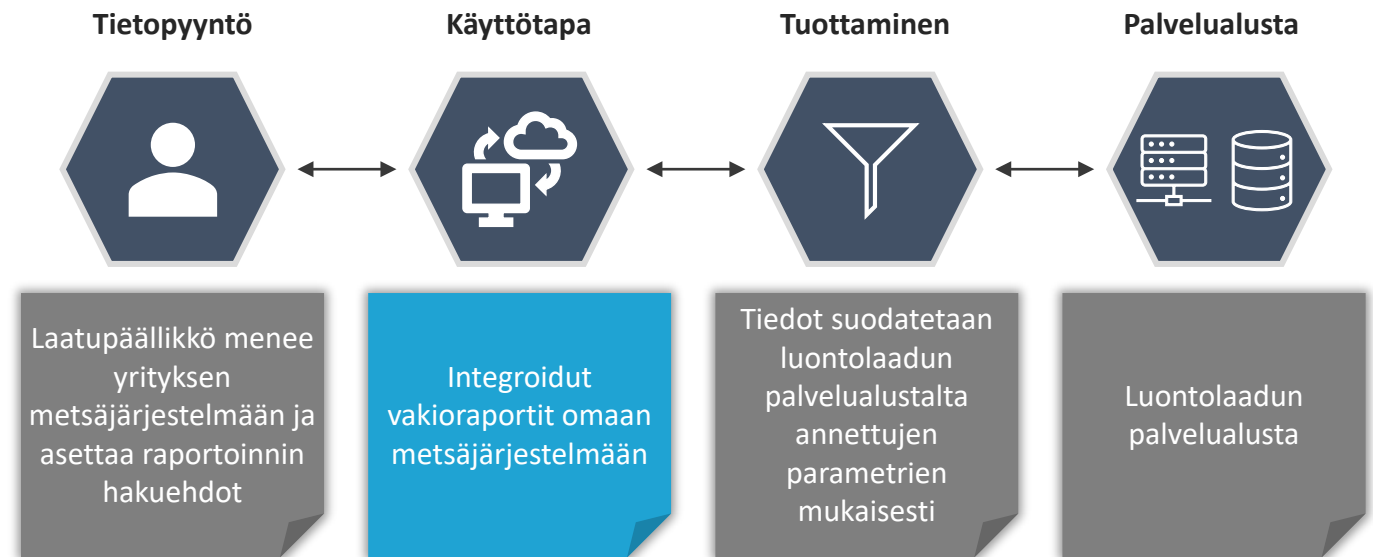 Tietopyyntö
Käyttötapa
Tuottaminen
Palvelualusta
Laatupäällikkö menee
yrityksen
metsäjärjestelmään ja
asettaa raportoinnin
hakuehdot
Integroidut
vakioraportit omaan
metsäjärjestelmään
Tiedot suodatetaan
luontolaadun
palvelualustalta
annettujen
parametrien
mukaisesti
Luontolaadun
palvelualusta